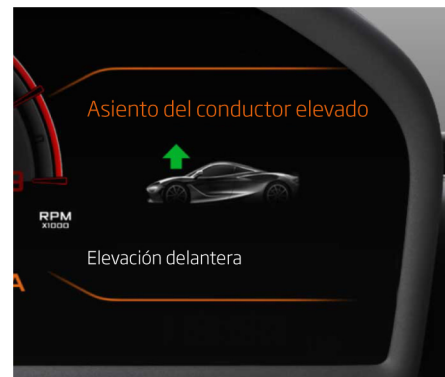 Asiento del conductor elevado
RPM
X1000
Elevación delantera